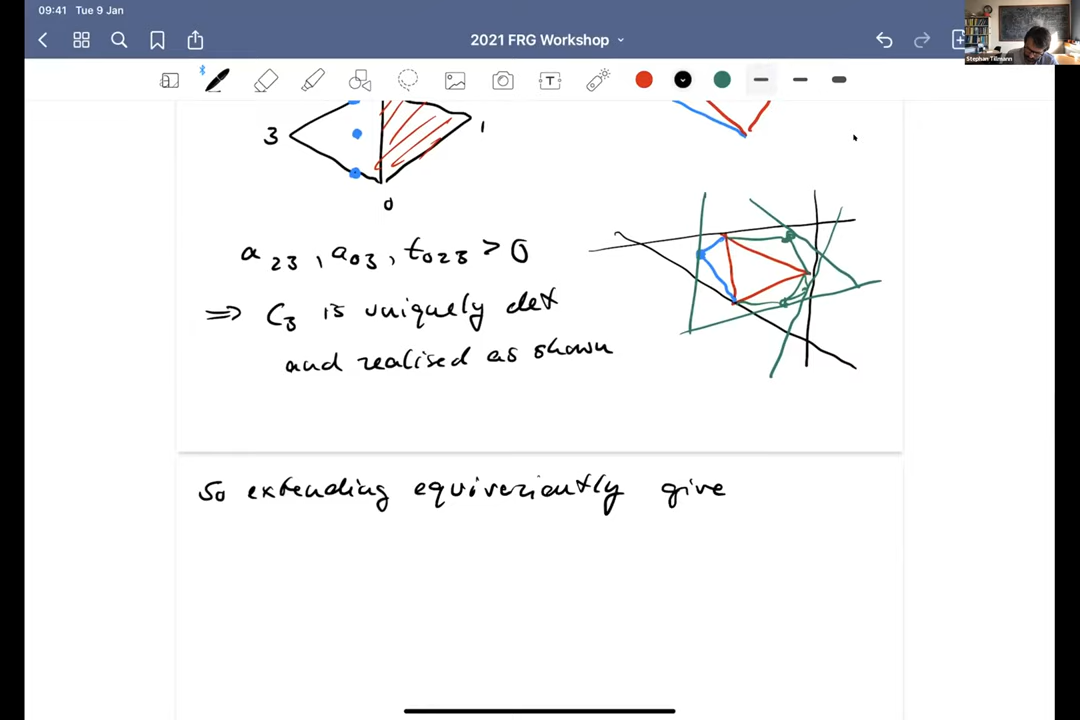 09:41 Tue 9 Jan
2021 FRG Workshop
Stephan Tillmann
3
1
0
a₂₃, a₀₃, t₀₂₃ > 0
⇒ C₃ is uniquely det
and realised as shown
So extending equivariantly give